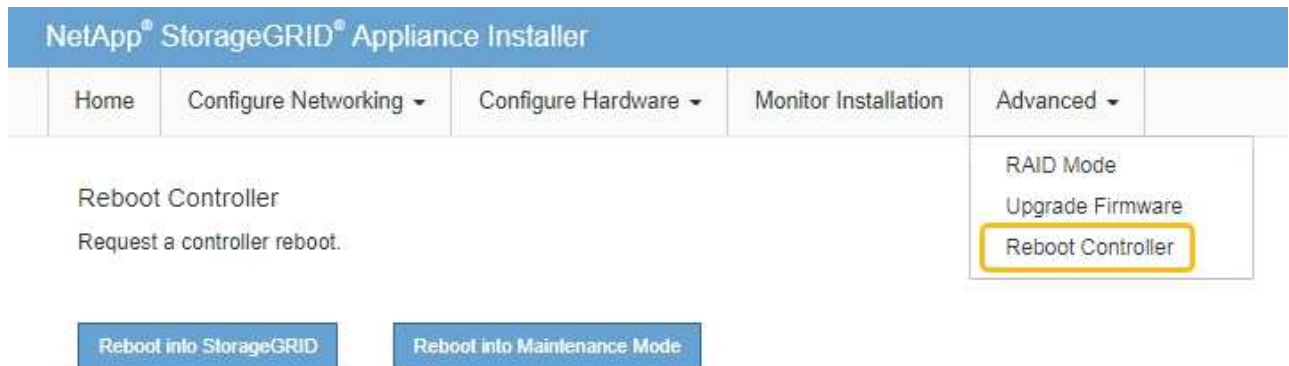 NetApp® StorageGRID® Appliance Installer
Home Configure Networking Configure Hardware Monitor Installation Advanced
RAID Mode
Upgrade Firmware
Reboot Controller
Reboot Controller
Request a controller reboot.
Reboot into StorageGRID Reboot into Maintenance Mode